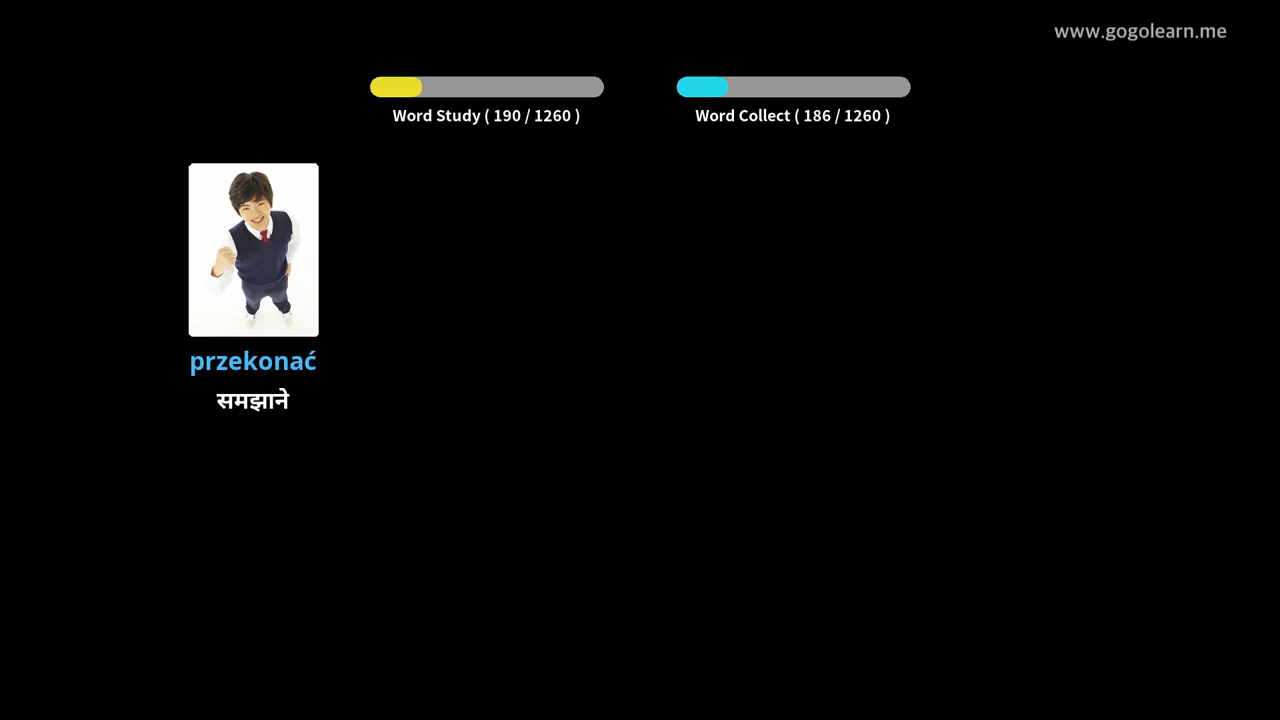 www.gogolearn.me
Word Study ( 190 / 1260 )
Word Collect ( 186 / 1260 )
przekonać
समझाने